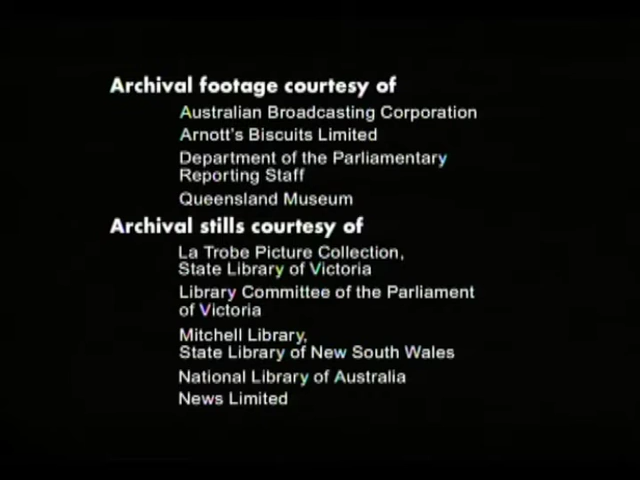 Archival footage courtesy of
Australian Broadcasting Corporation
Arnott's Biscuits Limited
Department of the Parliamentary
Reporting Staff
Queensland Museum
Archival stills courtesy of
La Trobe Picture Collection,
State Library of Victoria
Library Committee of the Parliament
of Victoria
Mitchell Library,
State Library of New South Wales
National Library of Australia
News Limited